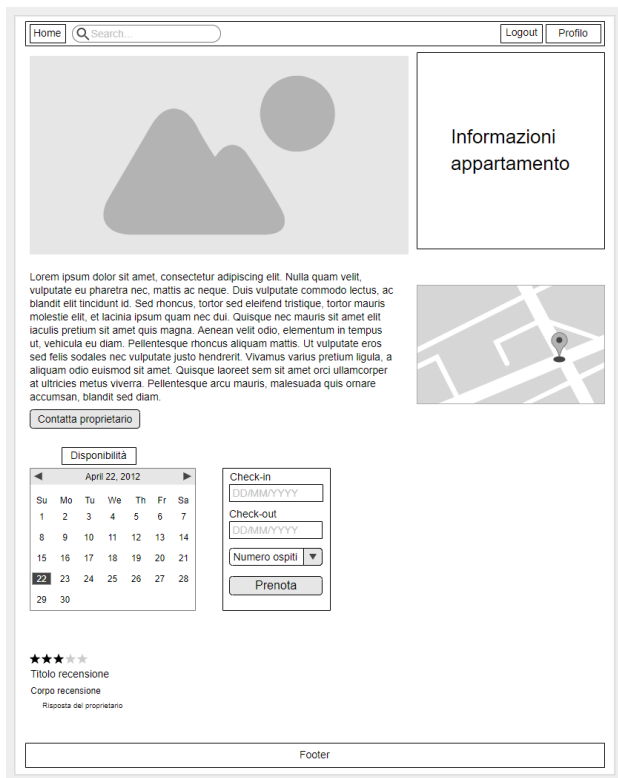 Home
Search...
Logout
Profilo
Informazioni
appartamento
Lorem ipsum dolor sit amet, consectetur adipiscing elit. Nulla quam velit,
vulputate eu pharetra nec, mattis ac neque. Duis vulputate commodo lectus, ac
blandit elit tincidunt id. Sed rhoncus, tortor sed eleifend tristique, tortor mauris
molestie elit, et lacinia ipsum quam nec dui. Quisque nec mauris sit amet elit
iaculis pretium sit amet quis magna. Aenean velit odio, elementum in tempus
ut, vehicula eu diam. Pellentesque rhoncus aliquam mattis. Ut vulputate eros
sed felis sodales nec vulputate justo hendrerit. Vivamus varius pretium ligula, a
aliquam odio euismod sit amet. Quisque laoreet sem sit amet orci ullamcorper
at ultricies metus viverra. Pellentesque arcu mauris, malesuada quis ornare
accumsan, blandit sed diam.
Contatta proprietario
Disponibilità
April 22, 2012
Su Mo Tu We Th Fr Sa
1 2 3 4 5 6 7
8 9 10 11 12 13 14
15 16 17 18 19 20 21
22 23 24 25 26 27 28
29 30
Check-in
DD/MM/YYYY
Check-out
DD/MM/YYYY
Numero ospiti
Prenota
Titolo recensione
Corpo recensione
Risposta del proprietario
Footer